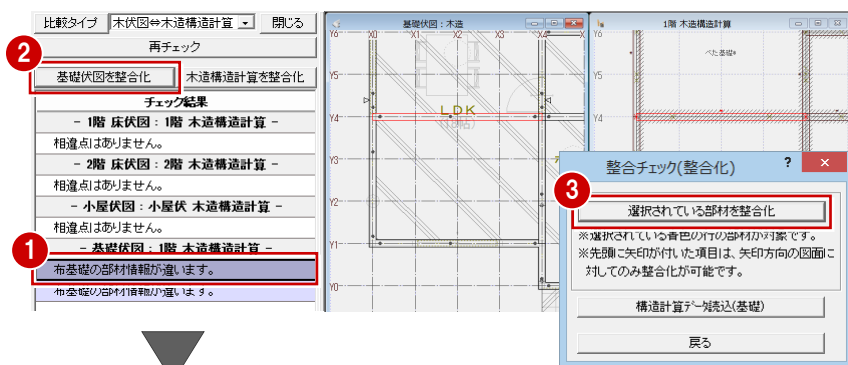 比較タイプ 木伏図⇔木造構造計算 閉じる
再チェック
2
基礎伏図を整合化 木造構造計算を整合化
チェック結果
- 1階 床伏図：1階 木造構造計算 -
相違点はありません。
- 2階 床伏図：2階 木造構造計算 -
相違点はありません。
- 小屋伏図：小屋伏 木造構造計算 -
相違点はありません。
1
- 基礎伏図：1階 木造構造計算 -
布基礎の部材情報が違います。
布基礎の部材情報が違います。
基礎伏図：木造
Y6 X0 X1 X2 X3 X4 X
Y5
LDK
Y4
Y3
Y2
Y1
Y0
1階 木造構造計算
Y6
べた基礎*
Y5
Y4
整合チェック(整合化) ? ×
3
選択されている部材を整合化
※選択されている青色の行の部材が対象です。
※先頭に矢印が付いた項目は、矢印方向の図面に
対してのみ整合化が可能です。
構造計算データ読込(基礎)
戻る